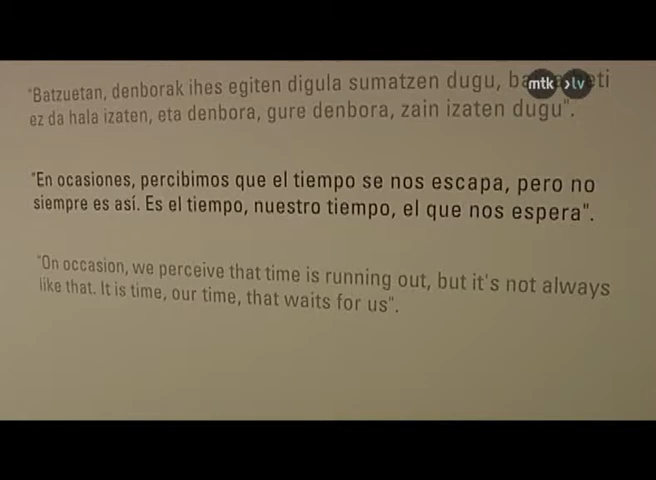 "Batzuetan, denborak ihes egiten digula sumatzen dugu,
mtk
›tv
ez da hala izaten, eta denbora, gure denbora, zain izaten dugu".
"En ocasiones, percibimos que el tiempo se nos escapa, pero no
siempre es así. Es el tiempo, nuestro tiempo, el que nos espera".
"On occasion, we perceive that time is running out, but it's not always
like that. It is time, our time, that waits for us".